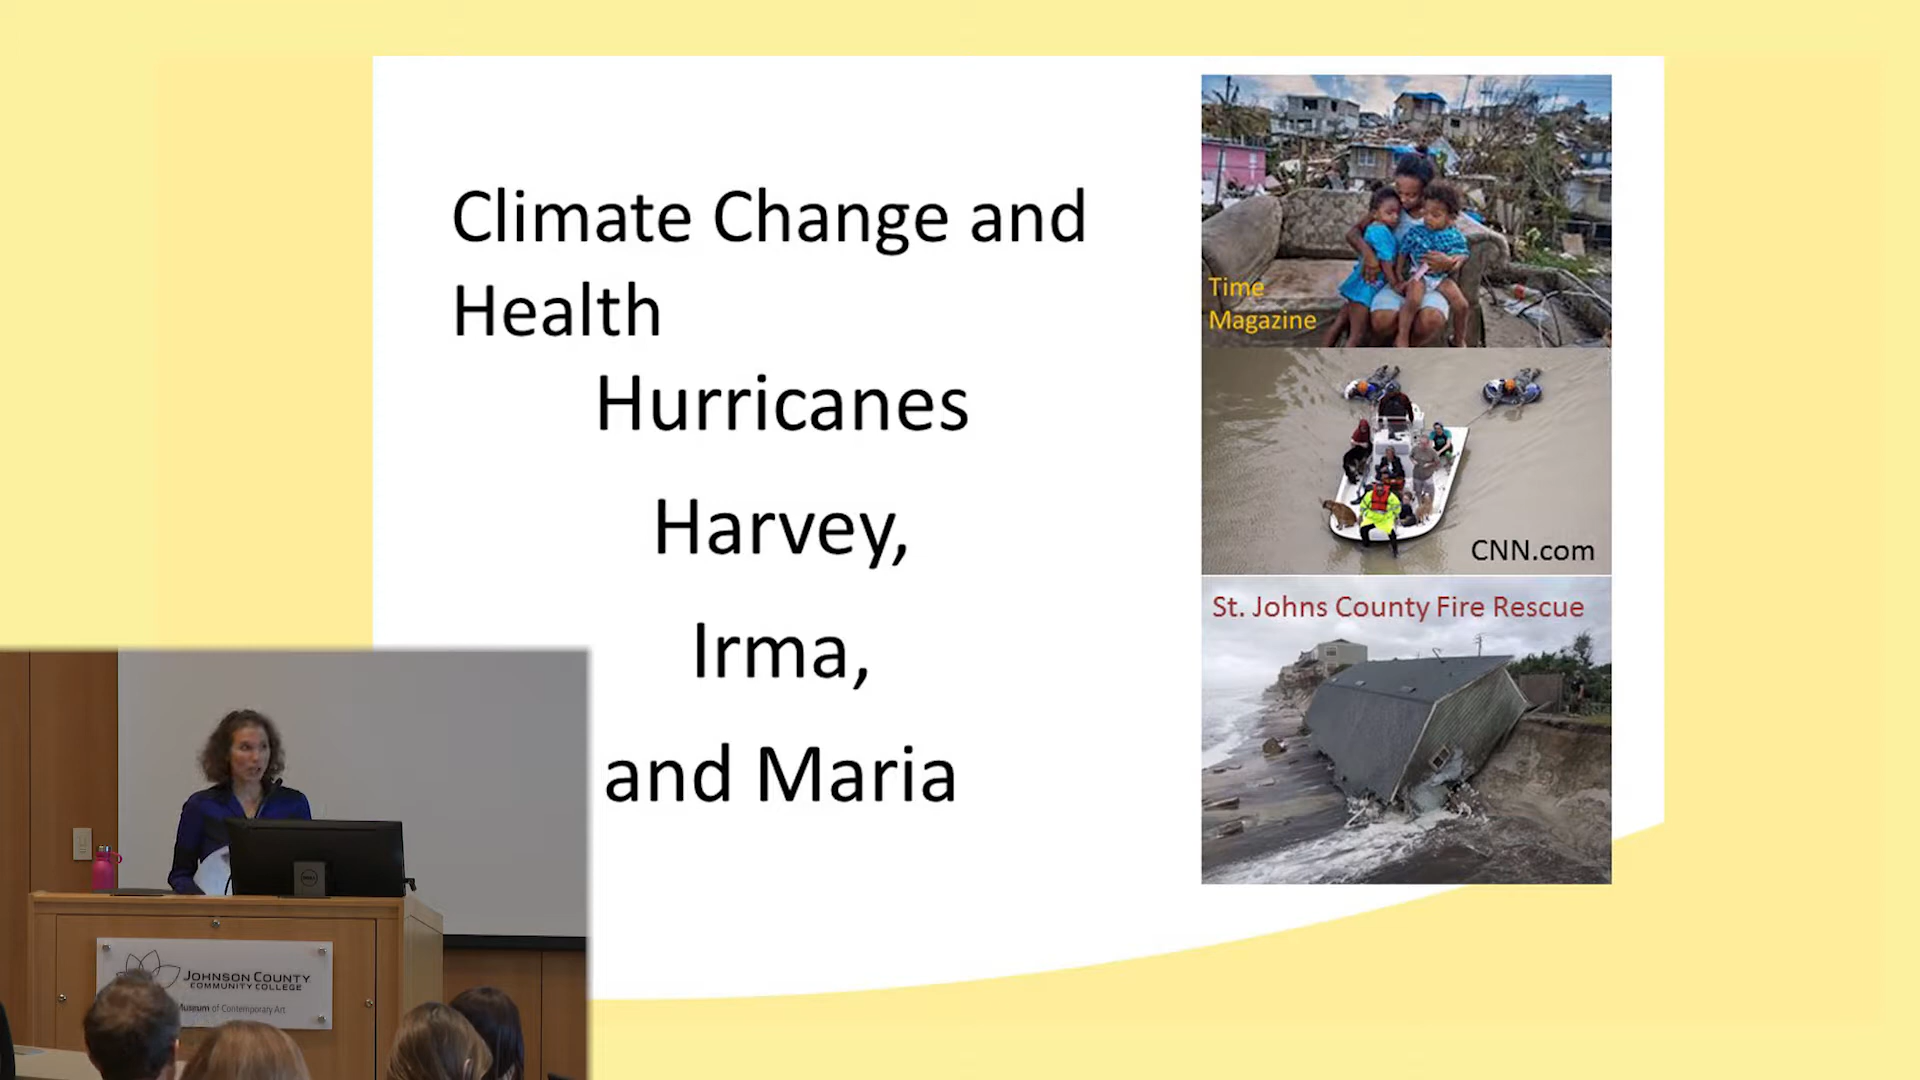 Climate Change and
Health
Hurricanes
Harvey,
Irma,
and Maria
Time
Magazine
CNN.com
St. Johns County Fire Rescue
DELL
JOHNSON COUNTY
COMMUNITY COLLEGE
Museum of Contemporary Art